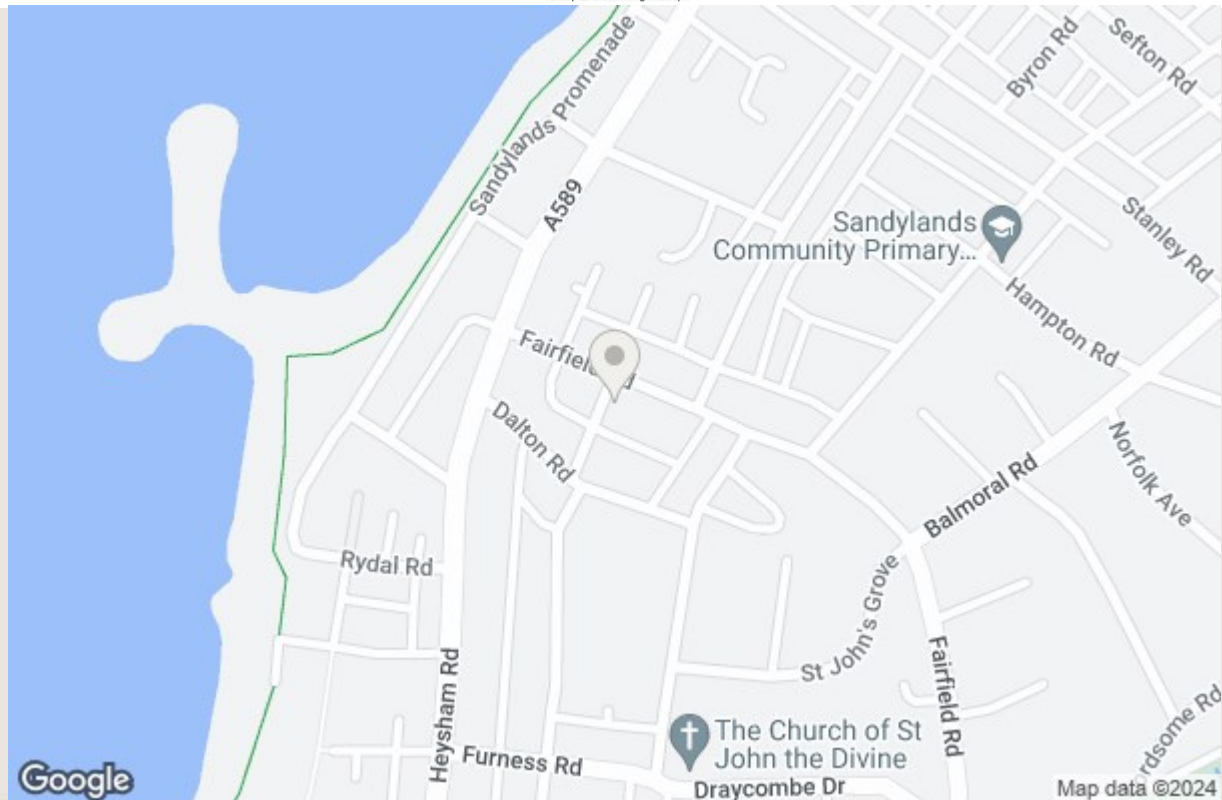 Sandylands Promenade
A589
Byron Rd
Sefton Rd
Stanley Rd
Sandylands
Community Primary...
Hampton Rd
Dalton Rd
Balmoral Rd
Norfolk Ave
Rydal Rd
St John's Grove
Fairfield Rd
Heysham Rd
The Church of St
John the Divine
Furness Rd
Draycombe Dr
Google
Map data ©2024